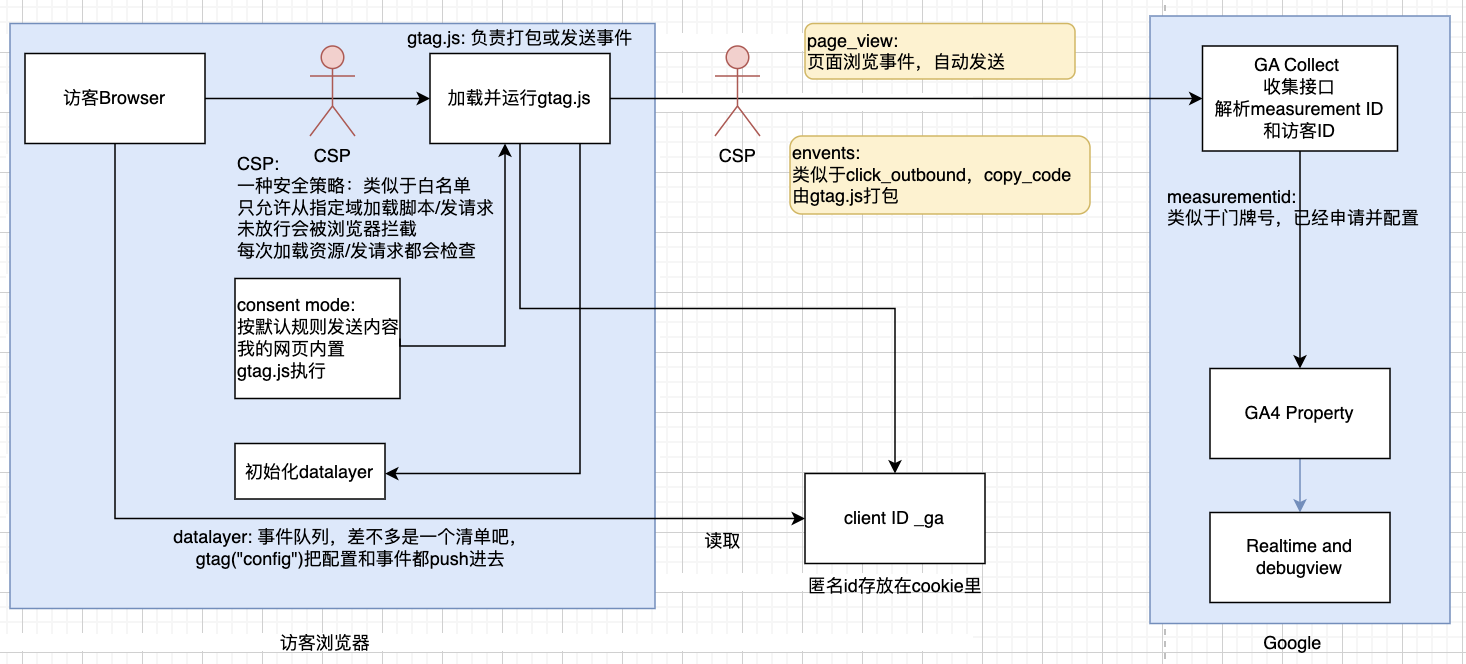 gtag.js: 负责打包或发送事件
访客Browser
加载并运行gtag.js
CSP
CSP:
一种安全策略：类似于白名单
只允许从指定域加载脚本/发请求
未放行会被浏览器拦截
每次加载资源/发请求都会检查
consent mode:
按默认规则发送内容
我的网页内置
gtag.js执行
初始化datalayer
datalayer: 事件队列，差不多是一个清单吧，
gtag("config")把配置和事件都push进去
访客浏览器
CSP
page_view:
页面浏览事件，自动发送
envents:
类似于click_outbound，copy_code
由gtag.js打包
读取
client ID _ga
匿名id存放在cookie里
GA Collect
收集接口
解析measurement ID
和访客ID
measurementid:
类似于门牌号，已经申请并配置
GA4 Property
Realtime and
debugview
Google